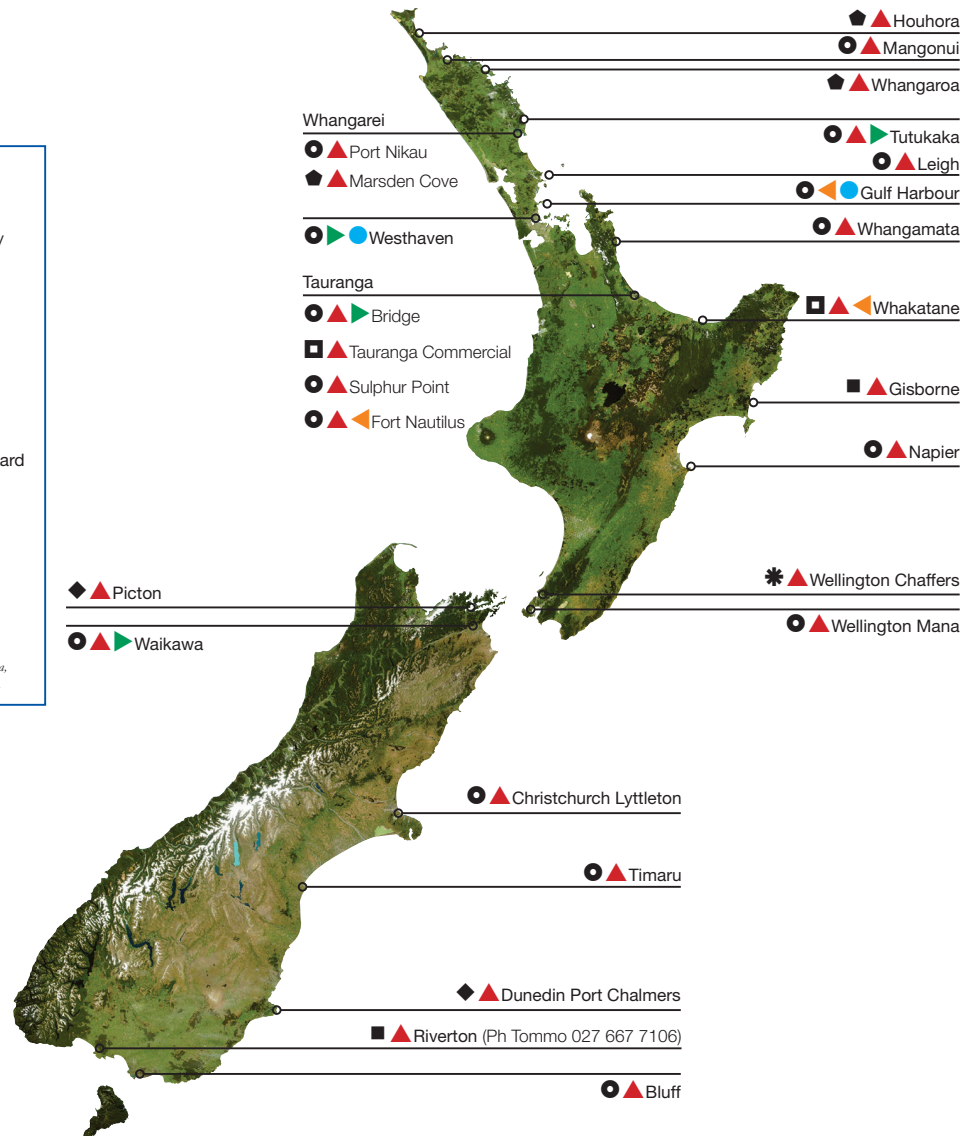 Houhora
Mangonui
Whangaroa
Tutukaka
Leigh
Gulf Harbour
Whangamata
Whakatane
Gisborne
Napier
Wellington Chaffers
Wellington Mana
Whangarei
Port Nikau
Marsden Cove
Westhaven
Tauranga
Bridge
Tauranga Commercial
Sulphur Point
Fort Nautilus
y
ard
a,
Picton
Waikawa
Christchurch Lyttleton
Timaru
Dunedin Port Chalmers
Riverton (Ph Tommo 027 667 7106)
Bluff